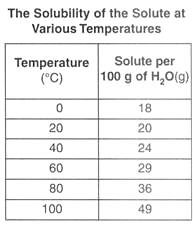 The Solubility of the Solute at
Various Temperatures
Temperature
(°C)
Solute per
100 g of H₂O(g)
0 18
20 20
40 24
60 29
80 36
100 49